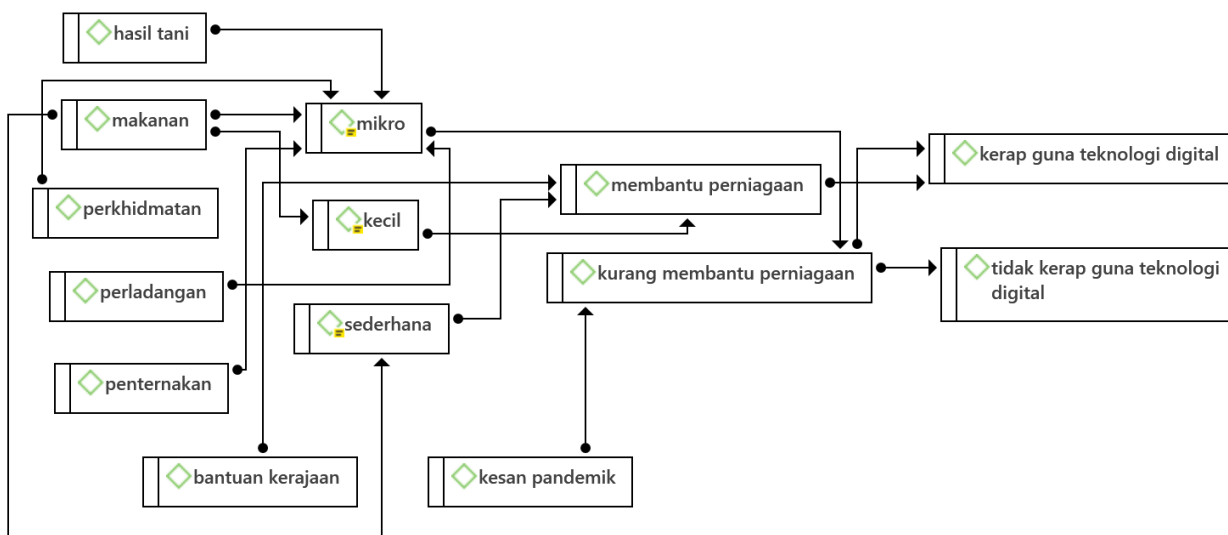 hasil tani
makanan
mikro
kerap guna teknologi digital
membantu perniagaan
perkhidmatan
kecil
kurang membantu perniagaan
tidak kerap guna teknologi
digital
perladangan
sederhana
penternakan
bantuan kerajaan
kesan pandemik